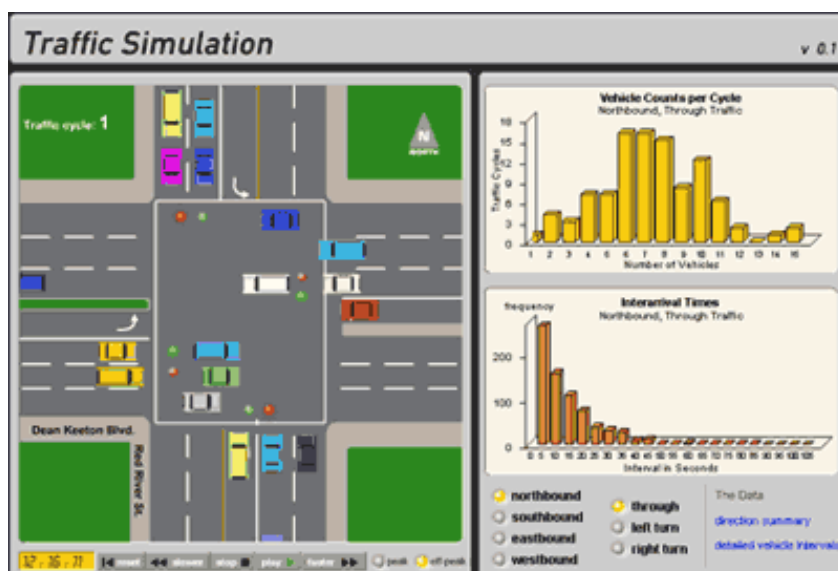 Traffic Simulation
v 0.1
Traffic cycle: 1
N
NORTH
Dean Keeton Blvd.
Red River St.
12 : 16 : 11
reset
slower
stop
play
faster
peak
off-peak
Vehicle Counts per Cycle
Northbound, Through Traffic
Traffic Cycles
18
15
12
9
6
3
0
1 2 3 4 5 6 7 8 9 10 11 12 13 14 15
Number of Vehicles
frequency
Interarrival Times
Northbound, Through Traffic
200
100
0
0 5 10 15 20 25 30 35 40 45 50 55 60 65 70 75 80 85 90 95 100 105
Interval in Seconds
northbound
southbound
eastbound
westbound
through
left turn
right turn
The Data
direction summary
detailed vehicle intervals